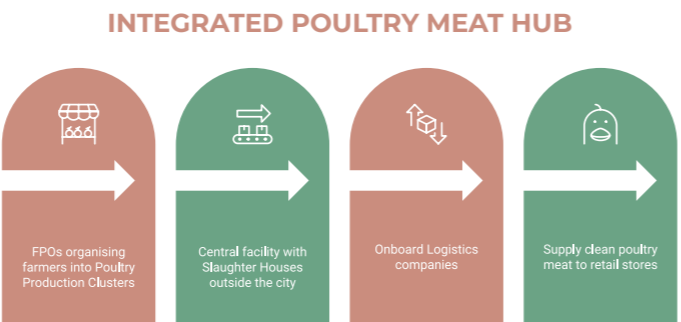 INTEGRATED POULTRY MEAT HUB
FPOs organising
farmers into Poultry
Production Clusters
Central facility with
Slaughter Houses
outside the city
Onboard Logistics
companies
Supply clean poultry
meat to retail stores